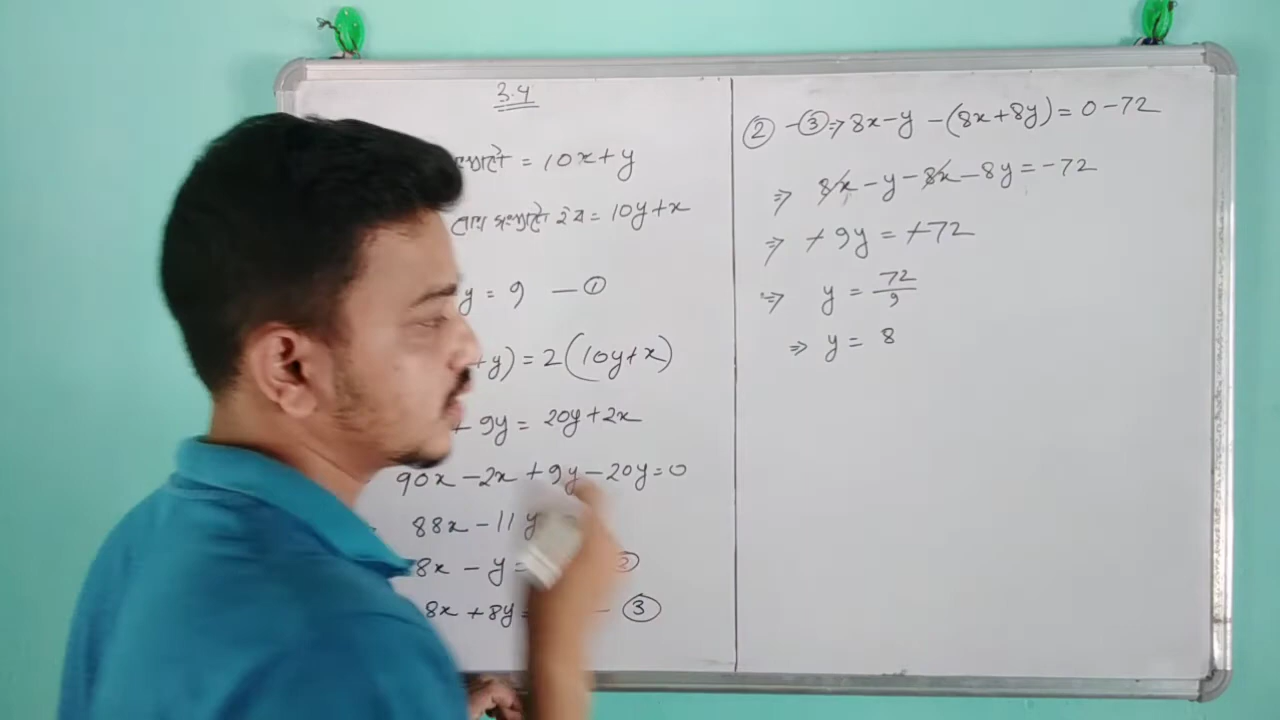 3.4
= 10x+y
= 10y+x
y = 9 — ①
+y) = 2(10y+x)
+ 9y = 20y+2x
90x -2x +9y -20y=0
88x -11y
8x - y =
8x +8y= — ③
② - ③ ⇒ 8x-y -(8x+8y)= 0 -72
⇒ 8x -y -8x -8y = -72
⇒ +9y = +72
⇒ y = 72/9
⇒ y = 8